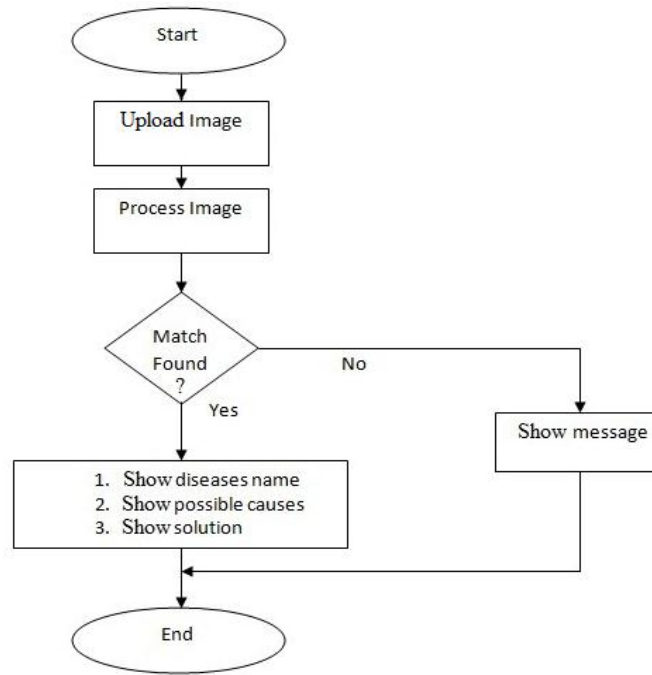 Start
Upload Image
Process Image
Match
Found
?
No
Yes
Show message
1. Show diseases name
2. Show possible causes
3. Show solution
End